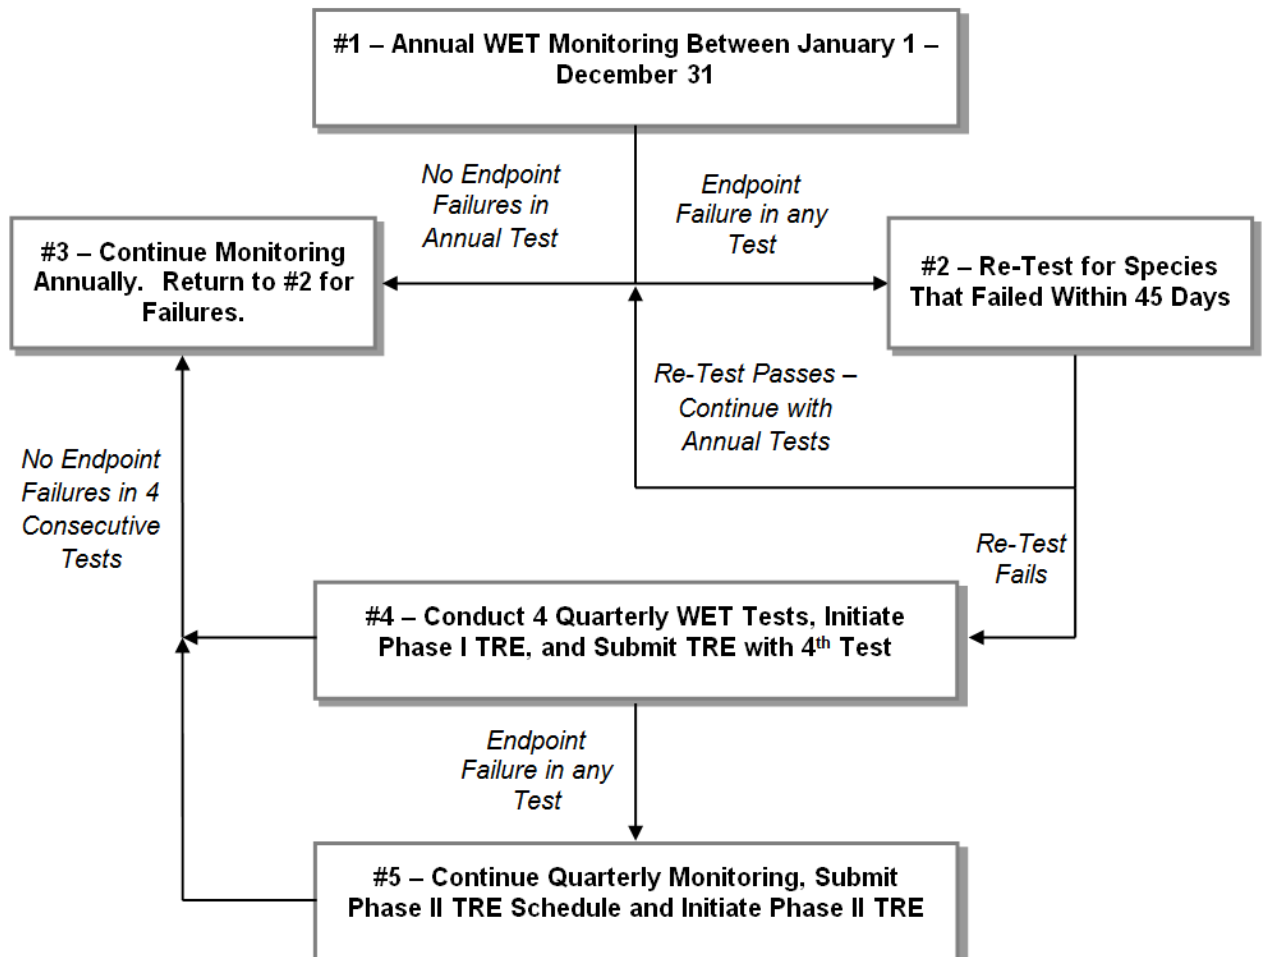 #1 – Annual WET Monitoring Between January 1 –
December 31
No Endpoint
Failures in
Annual Test
Endpoint
Failure in any
Test
#3 – Continue Monitoring
Annually. Return to #2 for
Failures.
#2 – Re-Test for Species
That Failed Within 45 Days
Re-Test Passes –
Continue with
Annual Tests
No Endpoint
Failures in 4
Consecutive
Tests
Re-Test
Fails
#4 – Conduct 4 Quarterly WET Tests, Initiate
Phase I TRE, and Submit TRE with 4th Test
Endpoint
Failure in any
Test
#5 – Continue Quarterly Monitoring, Submit
Phase II TRE Schedule and Initiate Phase II TRE